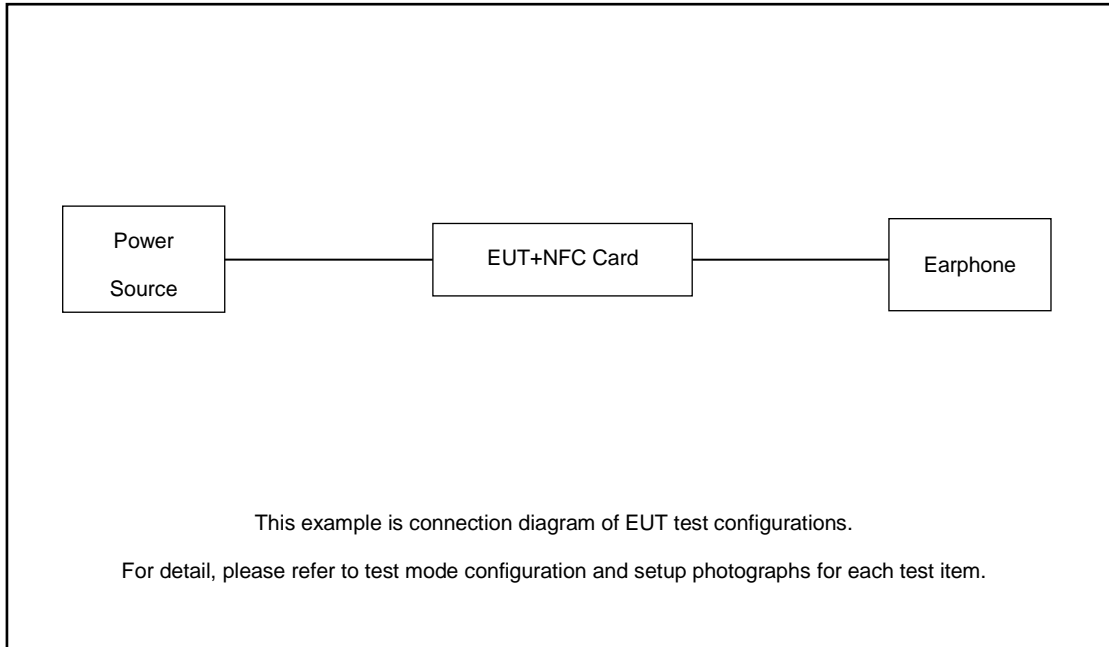 Power
Source
EUT+NFC Card
Earphone
This example is connection diagram of EUT test configurations.
For detail, please refer to test mode configuration and setup photographs for each test item.